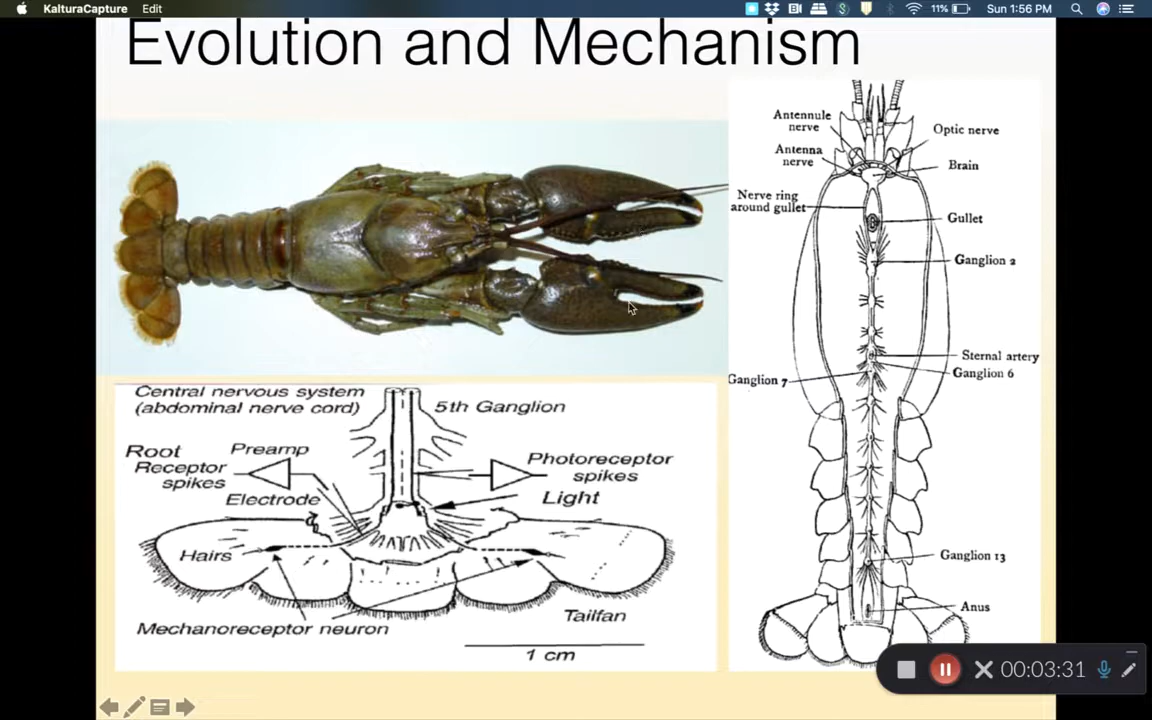 KalturaCapture Edit
11% Sun 1:56 PM
Evolution and Mechanism
Antennule
nerve
Optic nerve
Antenna
nerve
Brain
Nerve ring
around gullet
Gullet
Ganglion 2
Sternal artery
Ganglion 6
Ganglion 7
Ganglion 13
Anus
Central nervous system
(abdominal nerve cord)
5th Ganglion
Root
Receptor
spikes
Preamp
Electrode
Photoreceptor
spikes
Light
Hairs
Tailfan
Mechanoreceptor neuron
1 cm
00:03:31